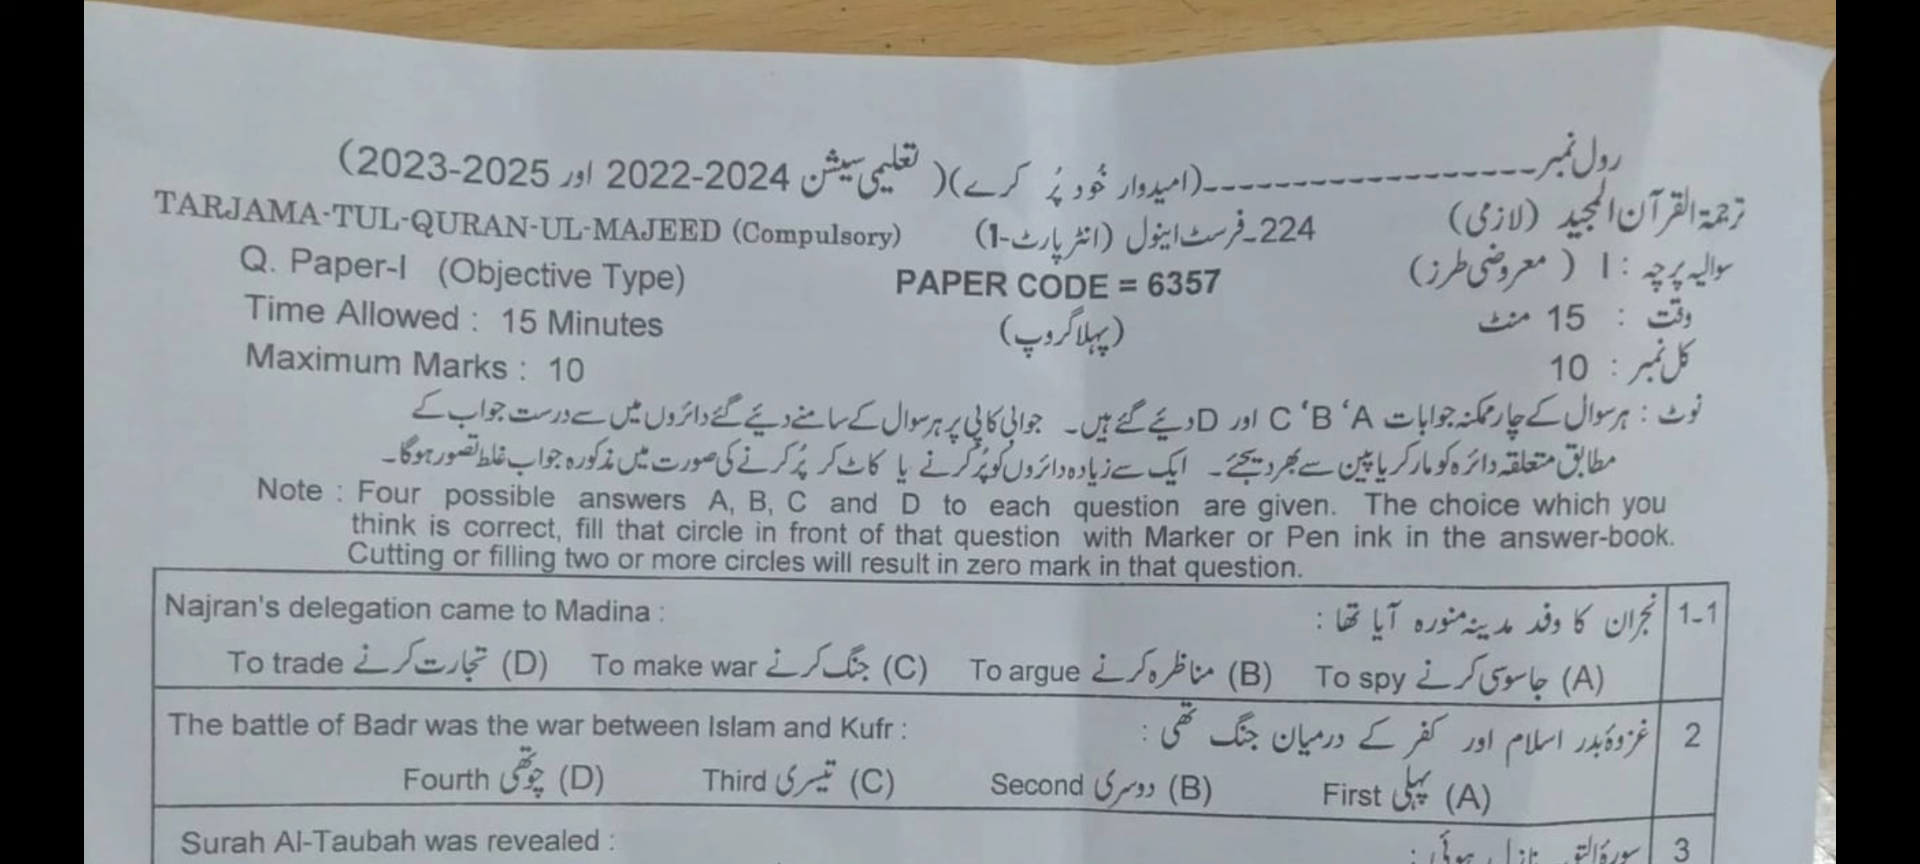 رول نمبر ------------------(امیدوار خُود پُر کرے)( تعلیمی سیشن 2024-2022 اور 2025-2023)
ترجمۃ القرآن المجید (لازمی) 224۔فرسٹ اینول (انٹر پارٹ-1) TARJAMA-TUL-QURAN-UL-MAJEED (Compulsory)
سوالیہ پرچہ : I ( معروضی طرز) PAPER CODE = 6357 Q. Paper-I (Objective Type)
وقت : 15 منٹ (پہلا گروپ) Time Allowed : 15 Minutes
کل نمبر : 10 Maximum Marks : 10
نوٹ : ہر سوال کے چار ممکنہ جوابات A‘ B‘ C اور D دیئے گئے ہیں۔ جوابی کاپی پر ہر سوال کے سامنے دیئے گئے دائروں میں سے درست جواب کے
مطابق متعلقہ دائرہ کو مارکر یا پین سے بھر دیجئے۔ ایک سے زیادہ دائروں کو پُر کرنے یا کاٹ کر پُر کرنے کی صورت میں مذکورہ جواب غلط تصور ہوگا۔
Note : Four possible answers A, B, C and D to each question are given. The choice which you
think is correct, fill that circle in front of that question with Marker or Pen ink in the answer-book.
Cutting or filling two or more circles will result in zero mark in that question.
1-1 نجران کا وفد مدینہ منورہ آیا تھا : Najran's delegation came to Madina :
(A) جاسوسی کرنے To spy (B) مناظرہ کرنے To argue (C) جنگ کرنے To make war (D) تجارت کرنے To trade
2 غزوۂ بدر اسلام اور کفر کے درمیان جنگ تھی : The battle of Badr was the war between Islam and Kufr :
(A) پہلی First (B) دوسری Second (C) تیسری Third (D) چوتھی Fourth
3 سورۃ التوبہ نازل ہوئی : Surah Al-Taubah was revealed :